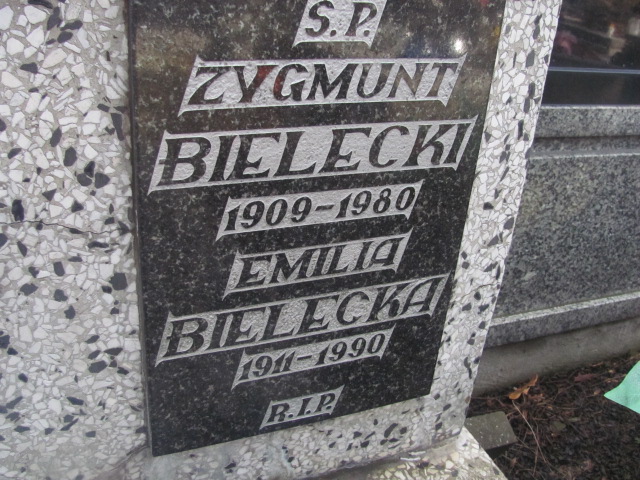 Ś.P.
ZYGMUNT
BIELECKI
1909-1980
EMILIA
BIELECKA
1911-1990
R.I.P.